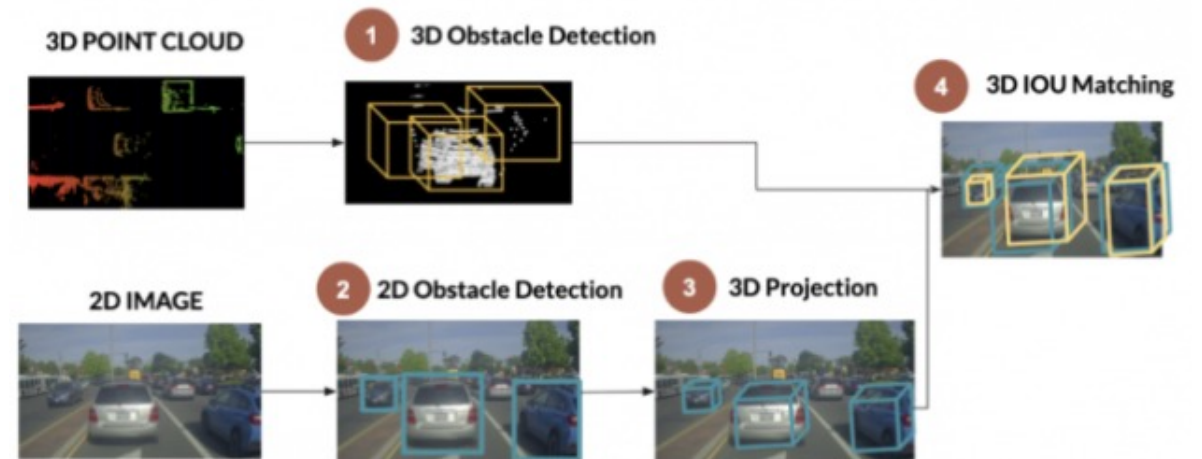 3D POINT CLOUD
1 3D Obstacle Detection
4 3D IOU Matching
2D IMAGE
2 2D Obstacle Detection
3 3D Projection